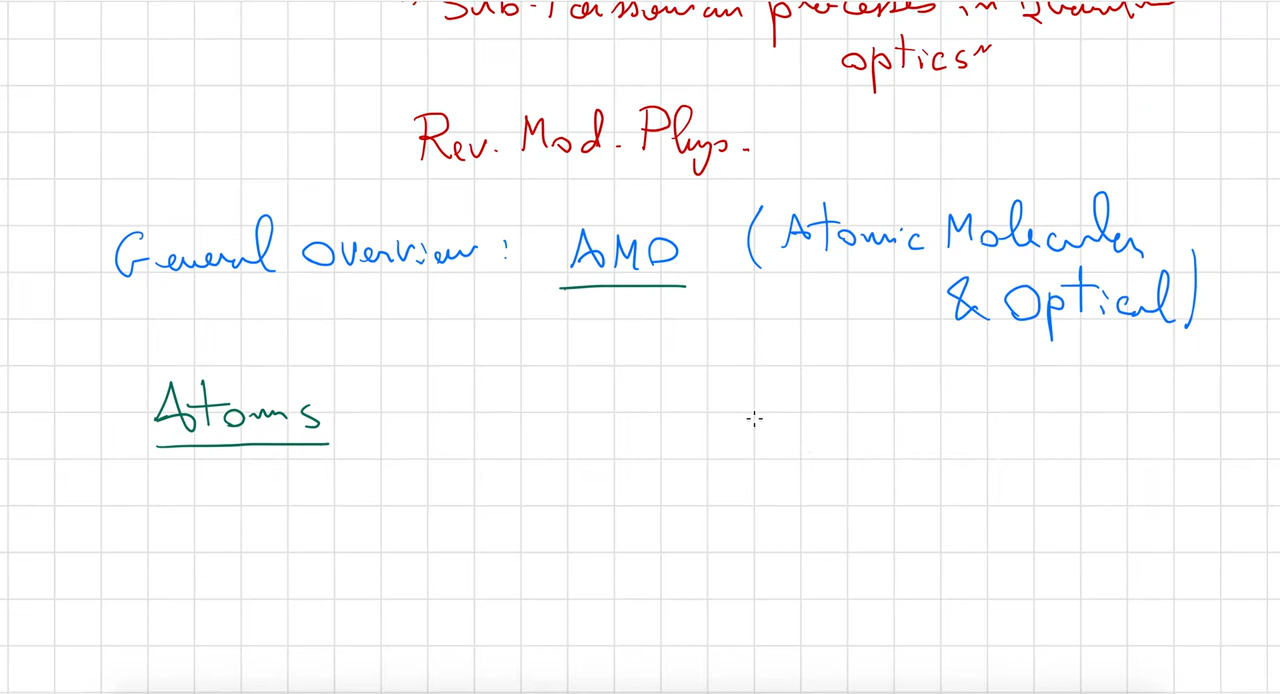 "Sub-Poissonian processes in Quantum
optics"
Rev. Mod. Phys.
General Overview: AMO (Atomic Molecular
& Optical)
Atoms